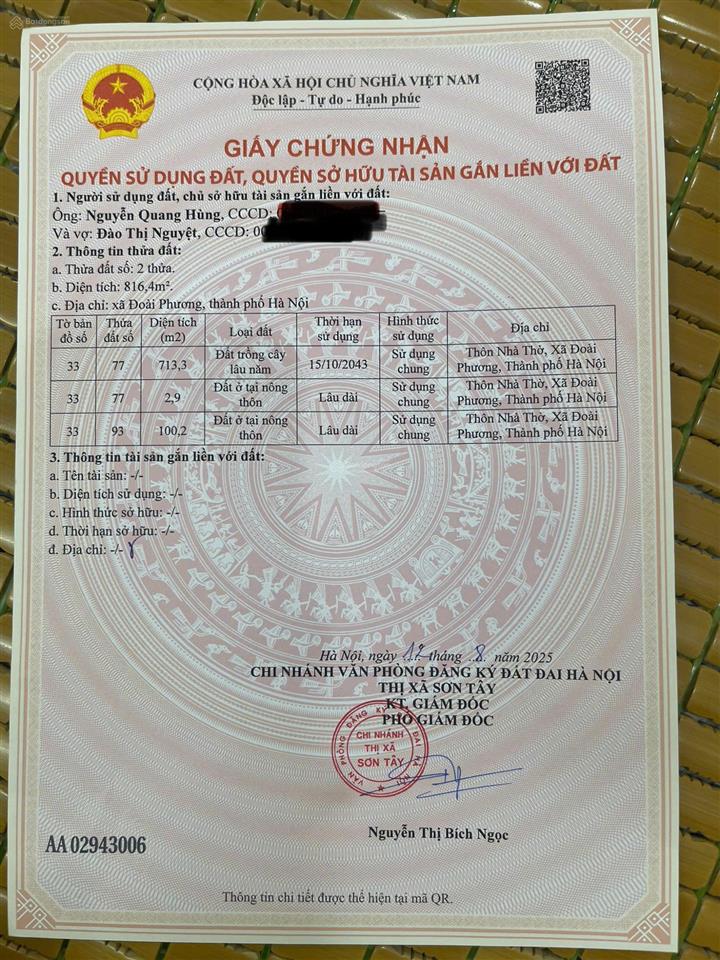 Batdongsan
CỘNG HÒA XÃ HỘI CHỦ NGHĨA VIỆT NAM
Độc lập - Tự do - Hạnh phúc
GIẤY CHỨNG NHẬN
QUYỀN SỬ DỤNG ĐẤT, QUYỀN SỞ HỮU TÀI SẢN GẮN LIỀN VỚI ĐẤT
1. Người sử dụng đất, chủ sở hữu tài sản gắn liền với đất:
Ông: Nguyễn Quang Hùng, CCCD:
Và vợ: Đào Thị Nguyệt, CCCD: 00
2. Thông tin thửa đất:
a. Thửa đất số: 2 thửa.
b. Diện tích: 816,4m².
c. Địa chỉ: xã Đoài Phương, thành phố Hà Nội
Tờ bản đồ số Thửa đất số Diện tích (m2) Loại đất Thời hạn sử dụng Hình thức sử dụng Địa chỉ
33 77 713,3 Đất trồng cây lâu năm 15/10/2043 Sử dụng chung Thôn Nhà Thờ, Xã Đoài Phương, Thành phố Hà Nội
33 77 2,9 Đất ở tại nông thôn Lâu dài Sử dụng chung Thôn Nhà Thờ, Xã Đoài Phương, Thành phố Hà Nội
33 93 100,2 Đất ở tại nông thôn Lâu dài Sử dụng chung Thôn Nhà Thờ, Xã Đoài Phương, Thành phố Hà Nội
3. Thông tin tài sản gắn liền với đất:
a. Tên tài sản: -/-
b. Diện tích sử dụng: -/-
c. Hình thức sở hữu: -/-
d. Thời hạn sở hữu: -/-
đ. Địa chỉ: -/-
Hà Nội, ngày 12 tháng 8 năm 2025
CHI NHÁNH VĂN PHÒNG ĐĂNG KÝ ĐẤT ĐAI HÀ NỘI
THỊ XÃ SƠN TÂY
KT. GIÁM ĐỐC
PHÓ GIÁM ĐỐC
VĂN PHÒNG ĐĂNG KÝ ĐẤT ĐAI HÀ NỘI
CHI NHÁNH
THỊ XÃ
SƠN TÂY
Nguyễn Thị Bích Ngọc
AA 02943006
Thông tin chi tiết được thể hiện tại mã QR.